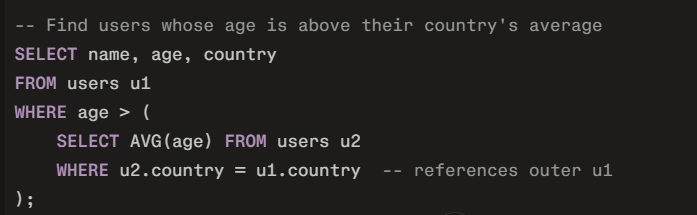 -- Find users whose age is above their country's average
SELECT name, age, country
FROM users u1
WHERE age > (
    SELECT AVG(age) FROM users u2
    WHERE u2.country = u1.country  -- references outer u1
);